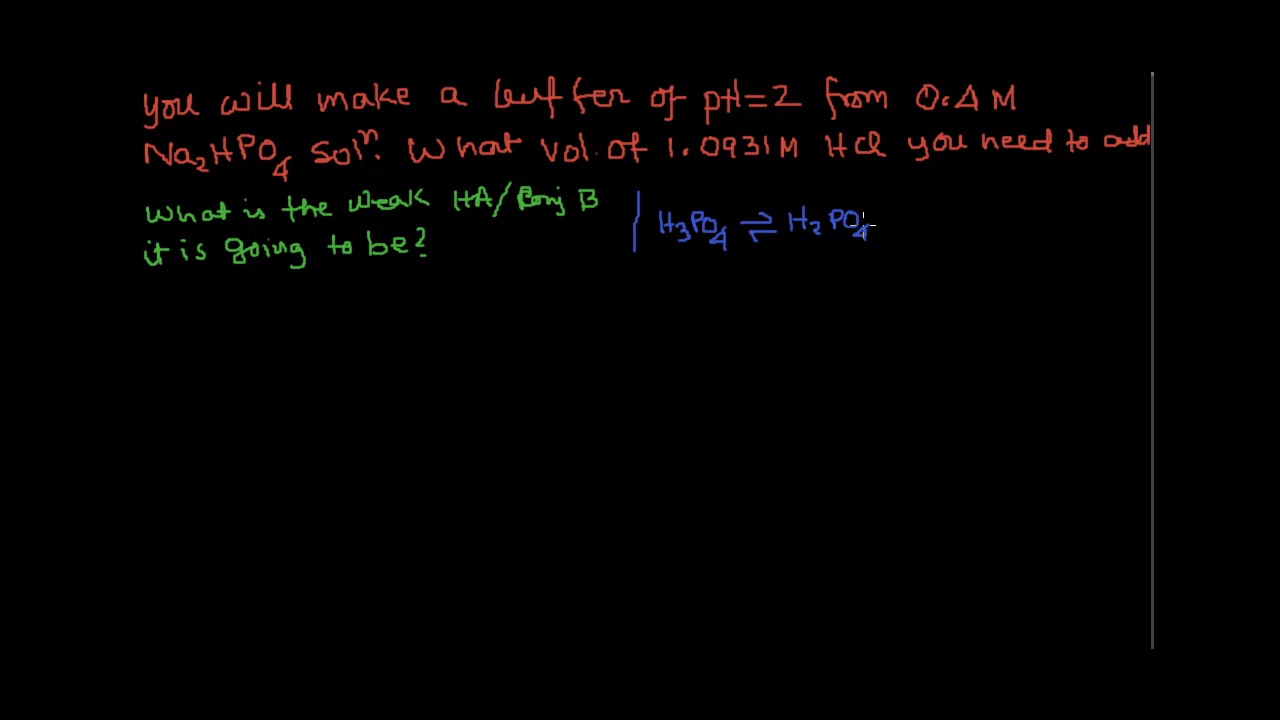 you will make a buffer of pH=2 from 0.4 M
Na₂HPO₄ solⁿ. What vol. of 1.0931 M HCl you need to add
What is the weak HA/Conj B
it is going to be?
H₃PO₄ ⇌ H₂PO₄